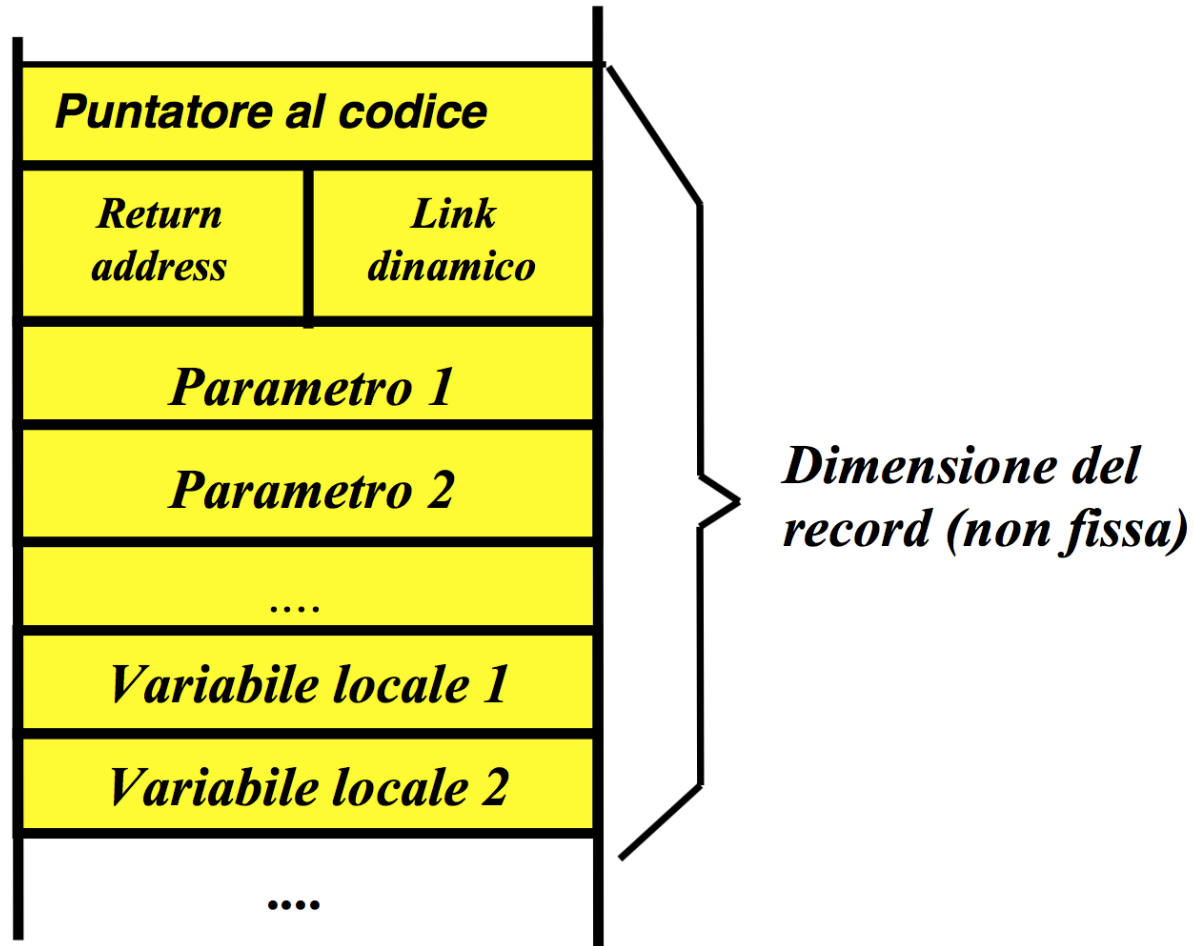 Puntatore al codice
Return
address
Link
dinamico
Parametro 1
Parametro 2
....
Variabile locale 1
Variabile locale 2
....
Dimensione del
record (non fissa)